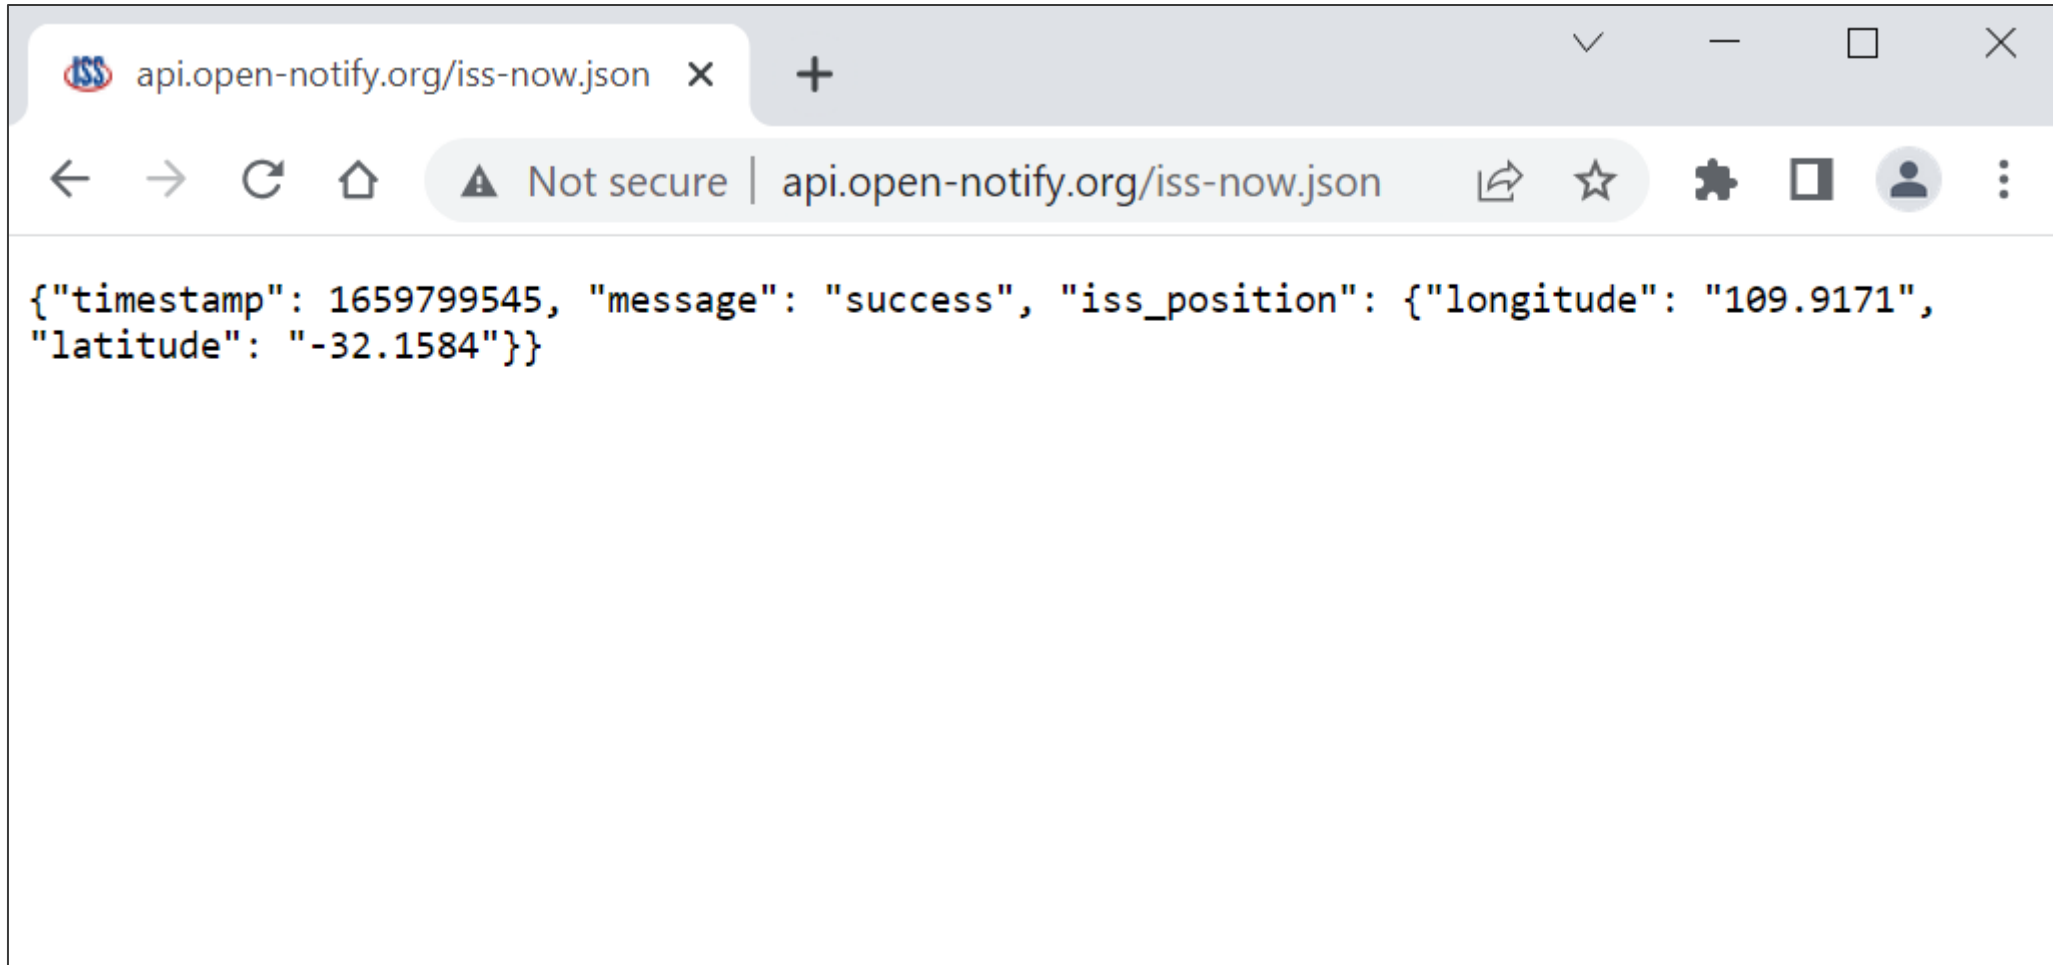 ISS api.open-notify.org/iss-now.json
Not secure api.open-notify.org/iss-now.json
{"timestamp": 1659799545, "message": "success", "iss_position": {"longitude": "109.9171",
"latitude": "-32.1584"}}